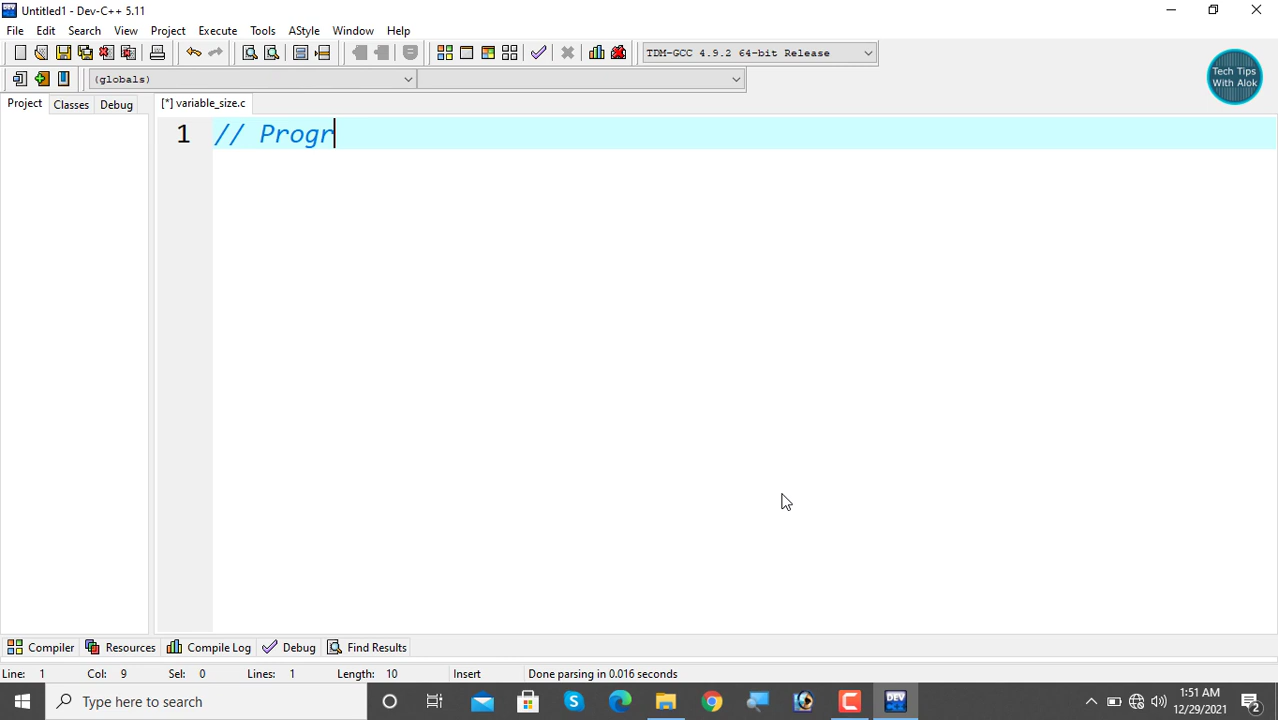 Untitled1 - Dev-C++ 5.11
File Edit Search View Project Execute Tools AStyle Window Help
TDM-GCC 4.9.2 64-bit Release
(globals)
Tech Tips
With Alok
Project Classes Debug [*] variable_size.c
1 // Progr
Compiler Resources Compile Log Debug Find Results
Line: 1 Col: 9 Sel: 0 Lines: 1 Length: 10 Insert Done parsing in 0.016 seconds
Type here to search
DEV
1:51 AM
12/29/2021
2